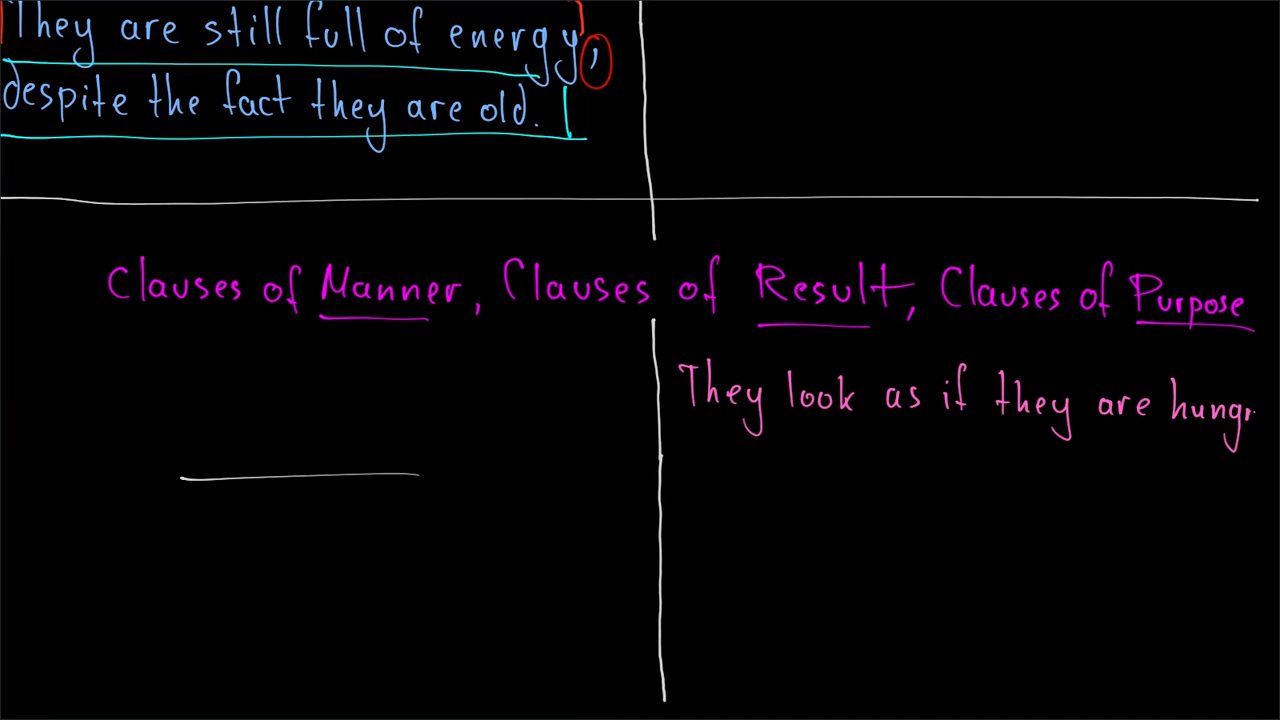 They are still full of energy,
despite the fact they are old.
Clauses of Manner, Clauses of Result, Clauses of Purpose
They look as if they are hungr